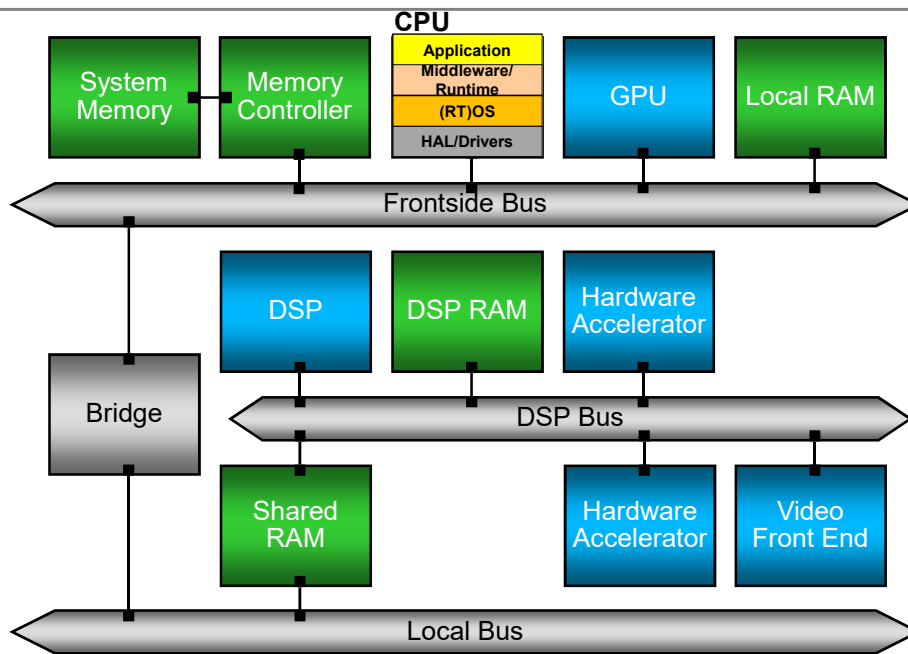 CPU
System
Memory
Memory
Controller
Application
Middleware/
Runtime
(RT)OS
HAL/Drivers
GPU
Local RAM
Frontside Bus
DSP
DSP RAM
Hardware
Accelerator
Bridge
DSP Bus
Shared
RAM
Hardware
Accelerator
Video
Front End
Local Bus